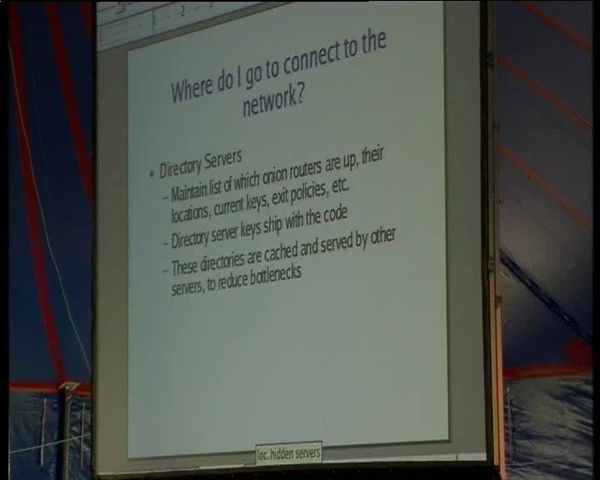 Where do I go to connect to the
network?
Directory Servers
– Maintain list of which onion routers are up, their
locations, current keys, exit policies, etc.
– Directory server keys ship with the code
– These directories are cached and served by other
servers, to reduce bottlenecks
loc. hidden servers